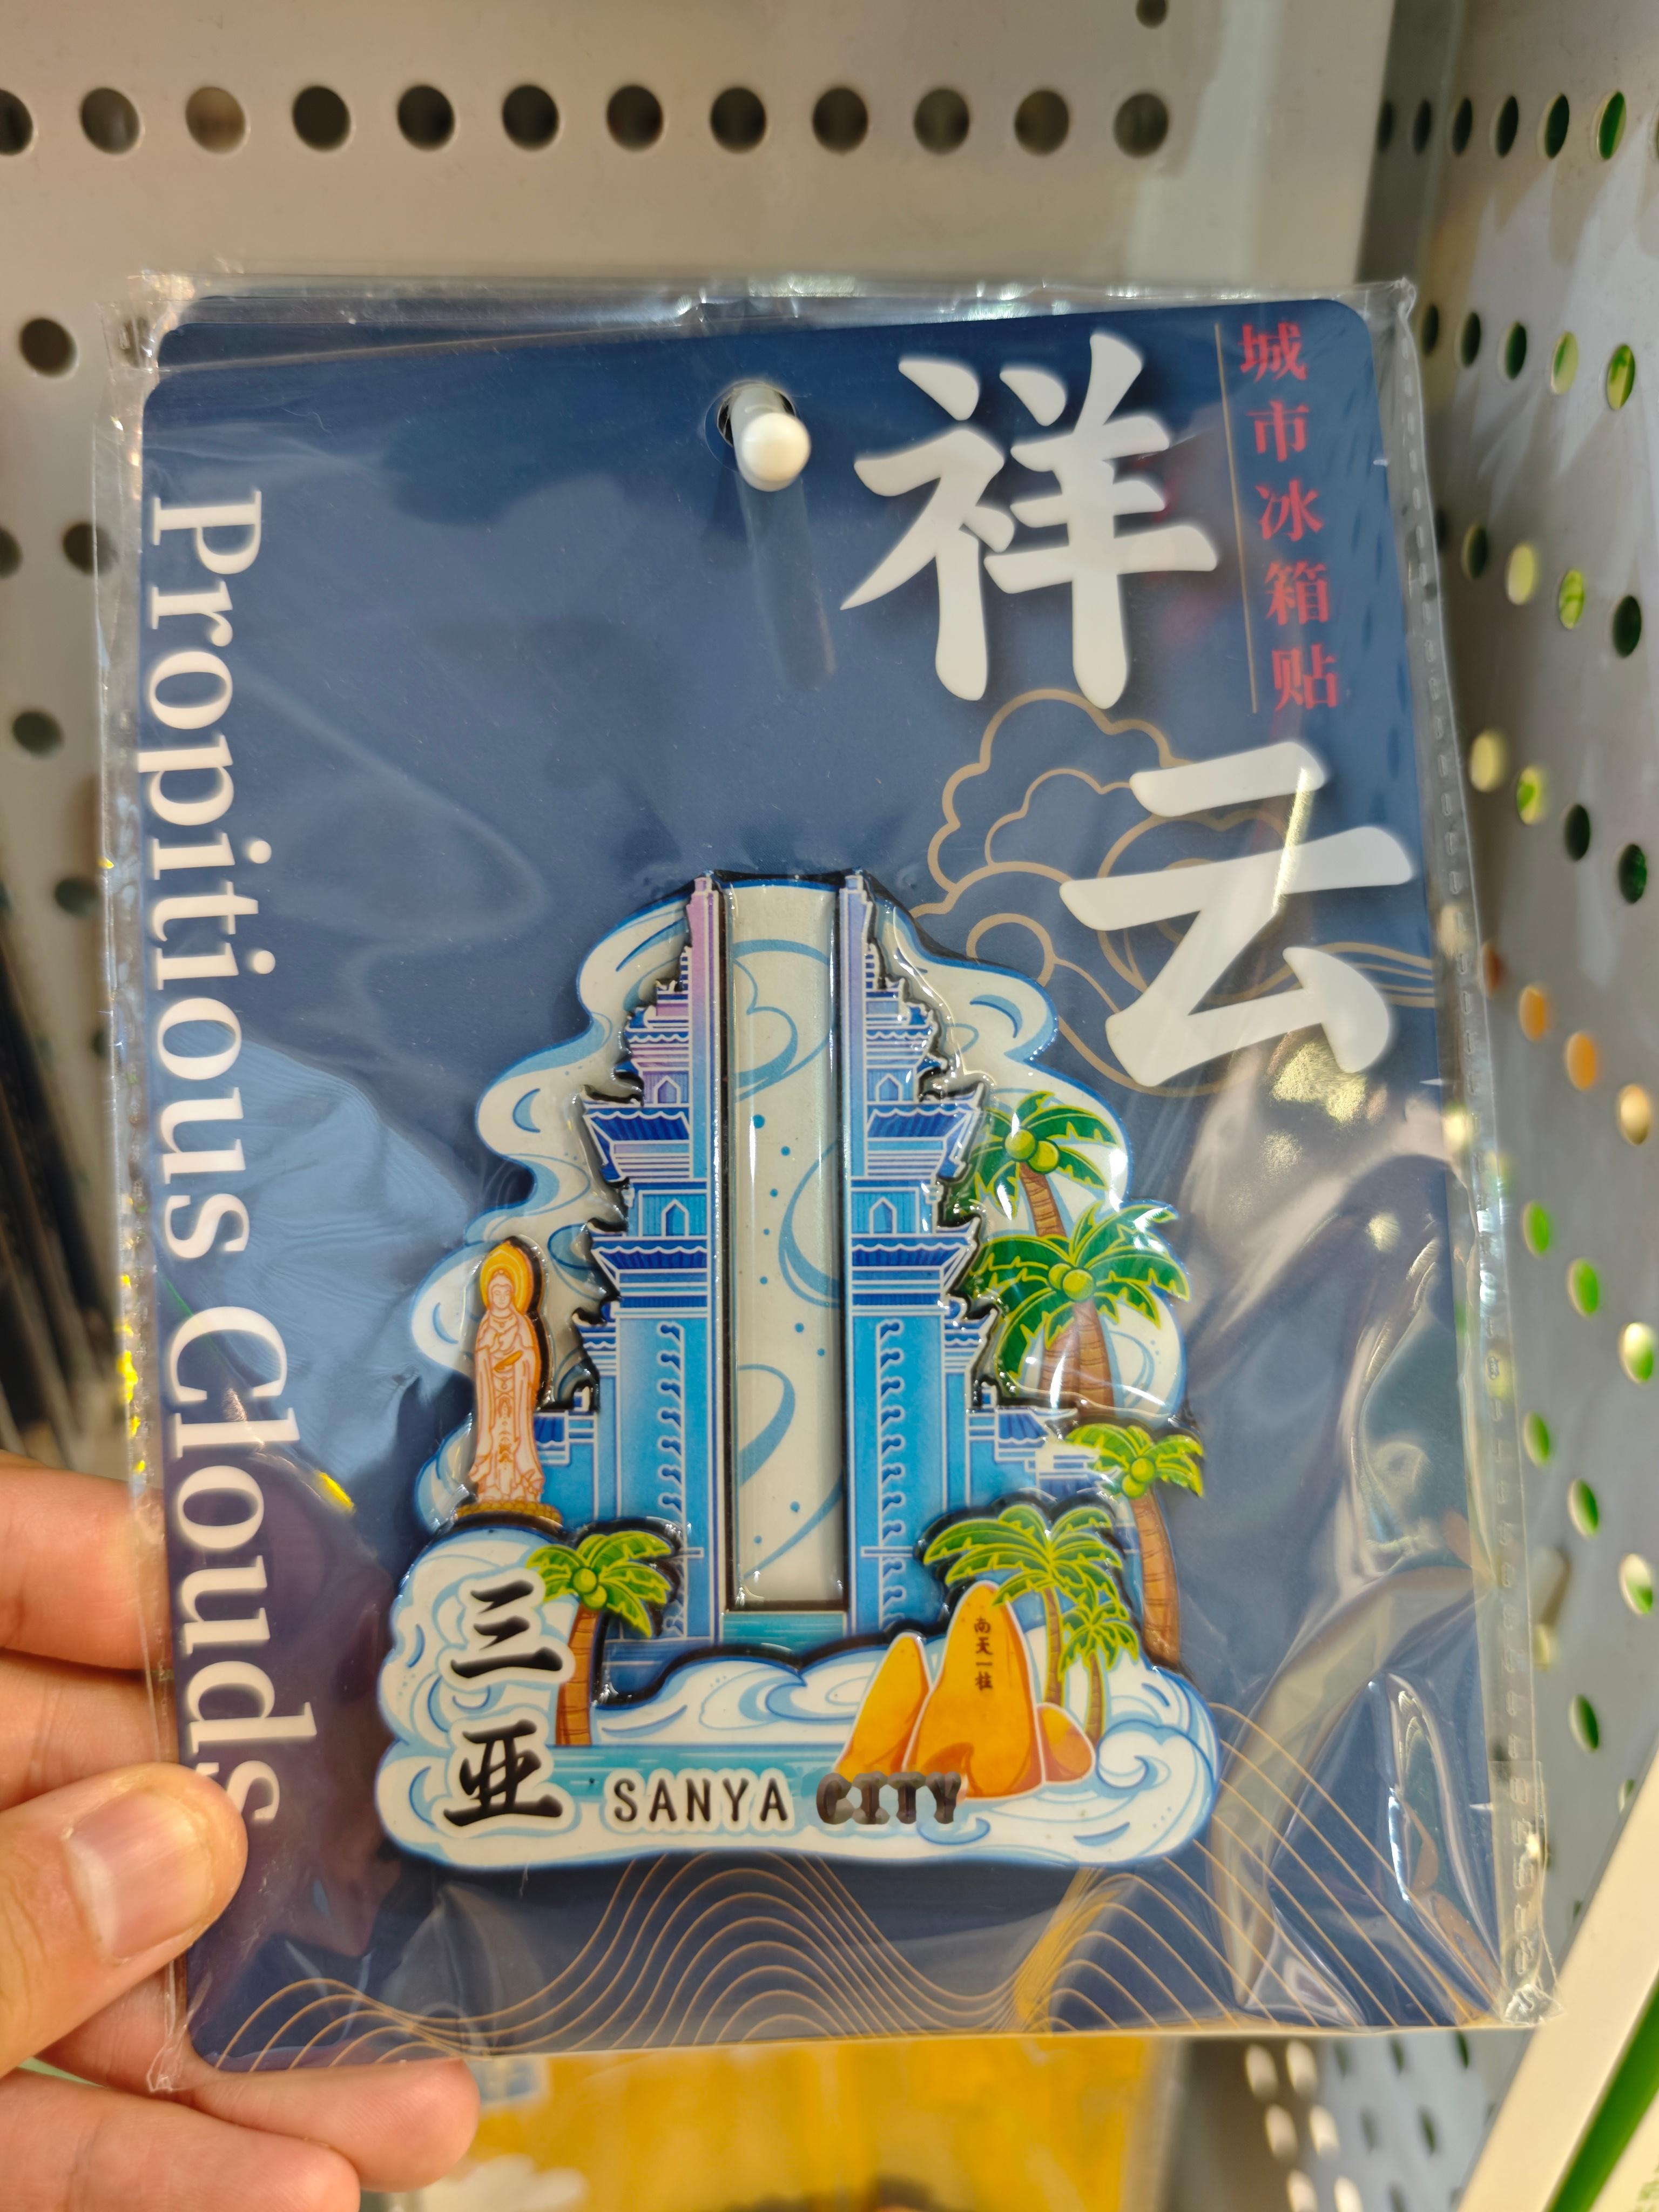 城市冰箱贴
祥云
Propitious Clouds
南天一柱
三亚
SANYA CITY